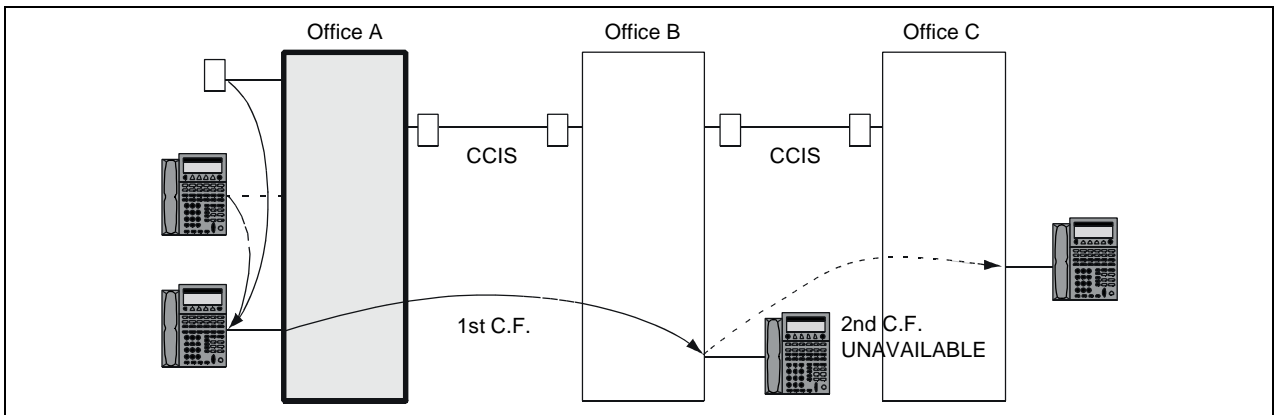 Office A
Office B
Office C
CCIS
CCIS
1st C.F.
2nd C.F.
UNAVAILABLE